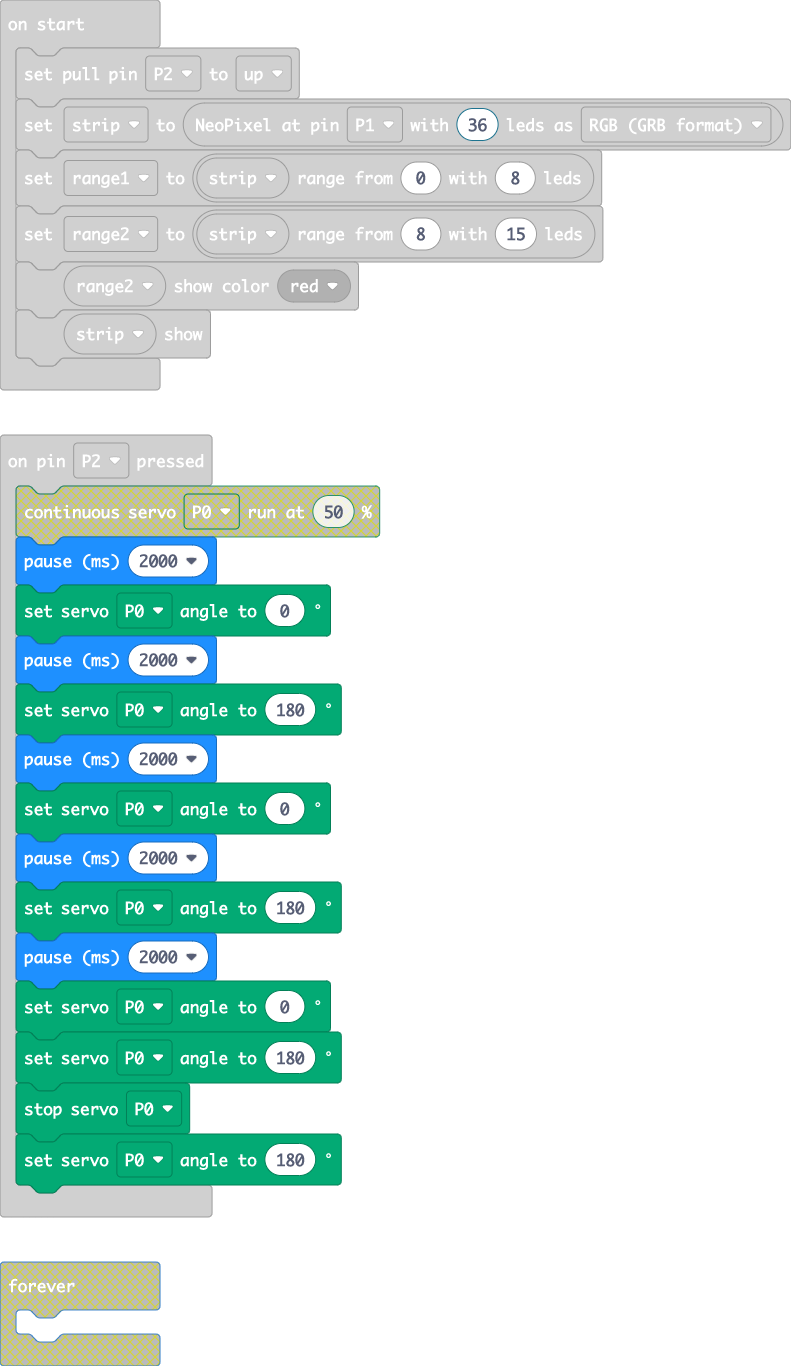 on start
set pull pin P2 to up
set strip to NeoPixel at pin P1 with 36 leds as RGB (GRB format)
set range1 to strip range from 0 with 8 leds
set range2 to strip range from 8 with 15 leds
range2 show color red
strip show
on pin P2 pressed
continuous servo P0 run at 50 %
pause (ms) 2000
set servo P0 angle to 0 °
pause (ms) 2000
set servo P0 angle to 180 °
pause (ms) 2000
set servo P0 angle to 0 °
pause (ms) 2000
set servo P0 angle to 180 °
pause (ms) 2000
set servo P0 angle to 0 °
set servo P0 angle to 180 °
stop servo P0
set servo P0 angle to 180 °
forever